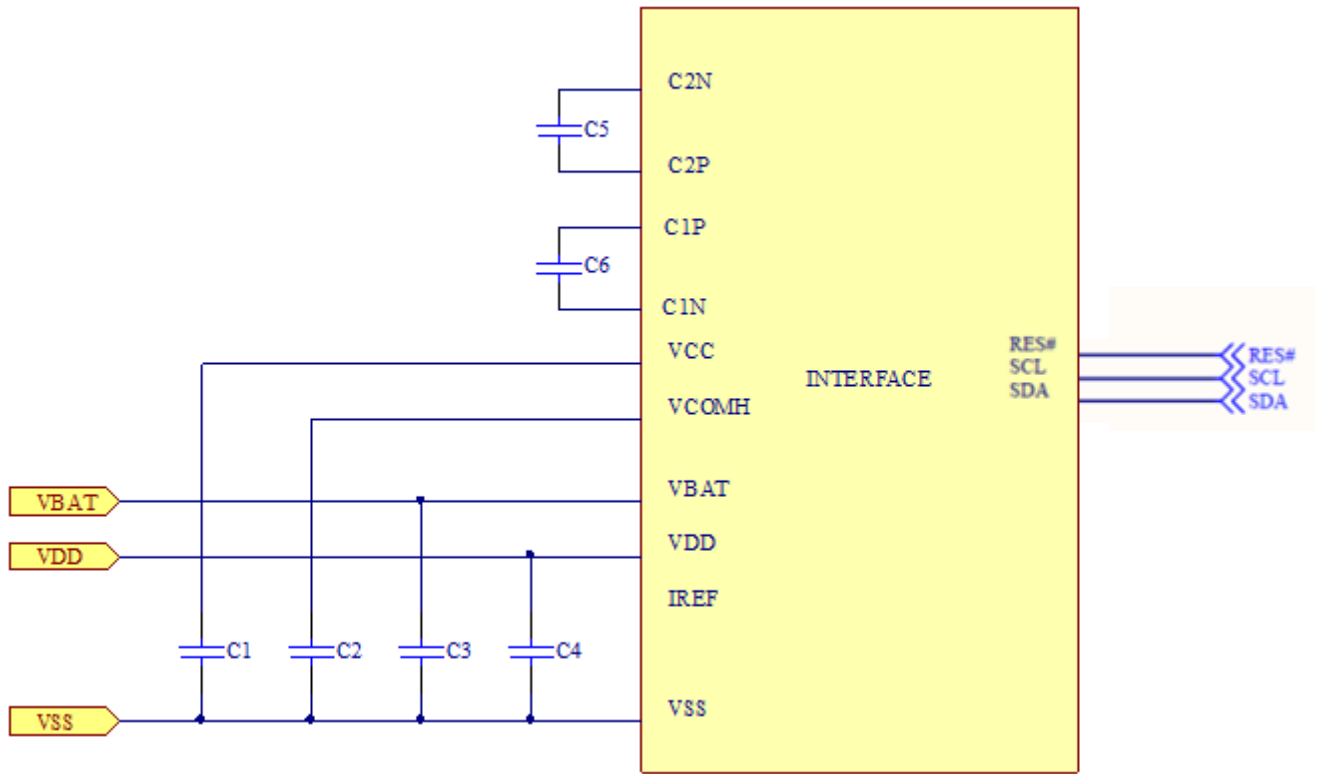 C2N
C5
C2P
C1P
C6
C1N
VCC
RES# RES#
SCL SCL
INTERFACE
SDA SDA
VCOMH
VBAT VBAT
VDD VDD
IREF
C1 C2 C3 C4
VSS VSS